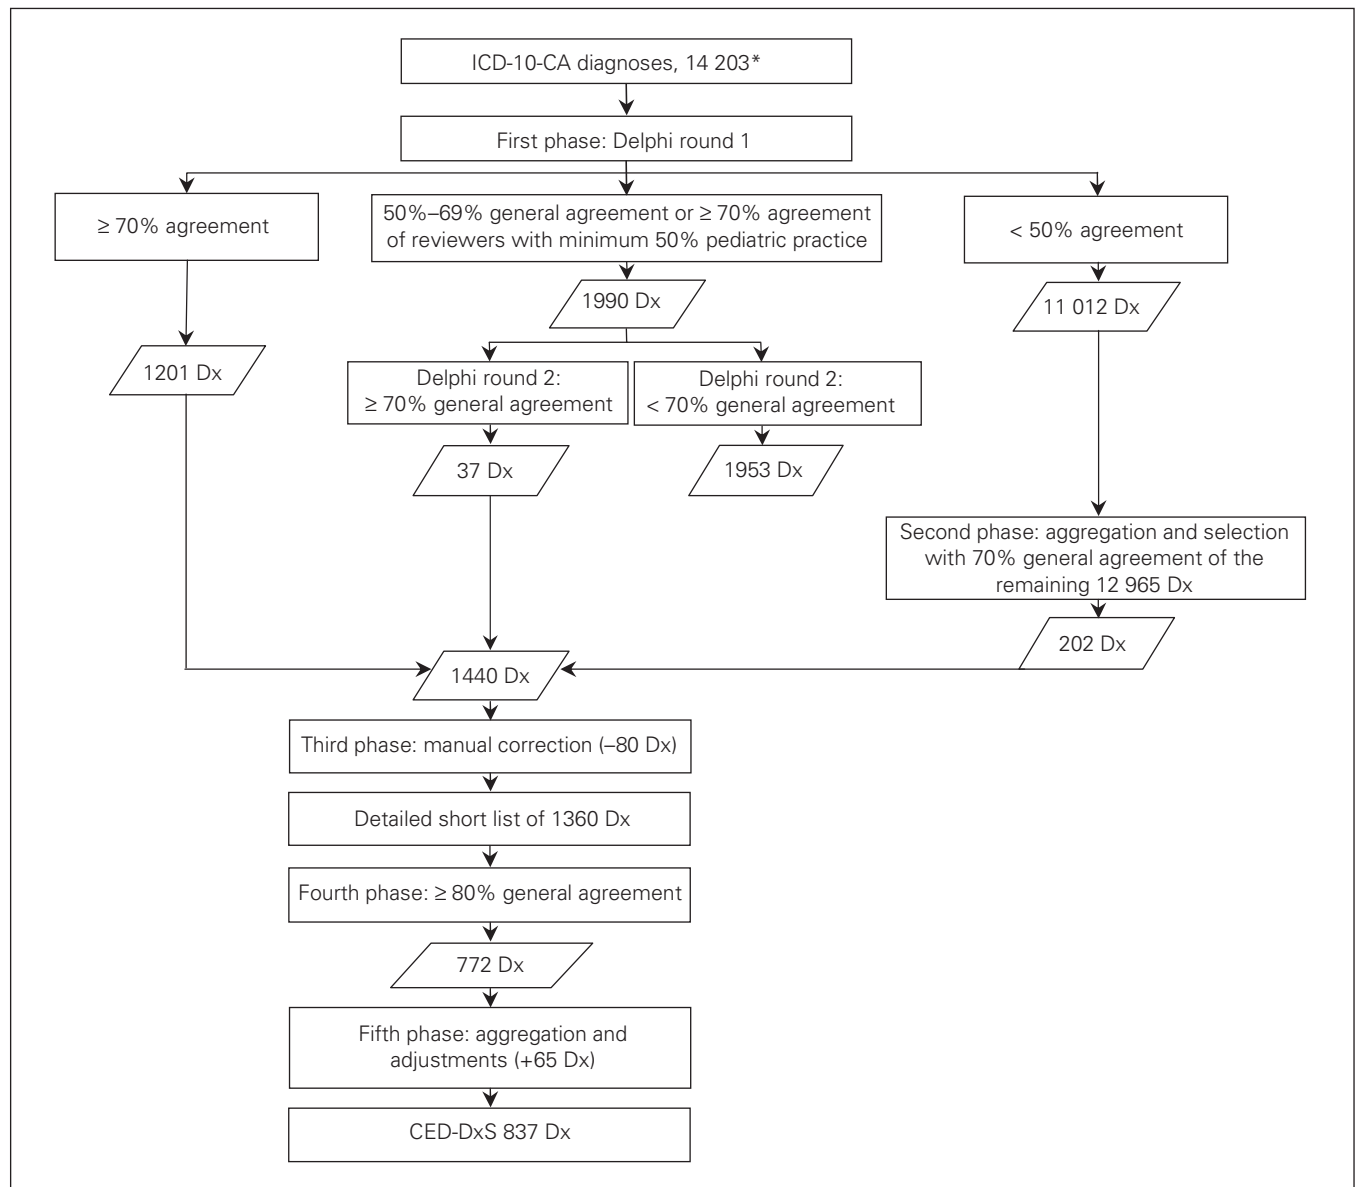 ICD-10-CA diagnoses, 14 203*
First phase: Delphi round 1
≥ 70% agreement
50%–69% general agreement or ≥ 70% agreement
of reviewers with minimum 50% pediatric practice
< 50% agreement
1990 Dx
11 012 Dx
1201 Dx
Delphi round 2:
≥ 70% general agreement
Delphi round 2:
< 70% general agreement
37 Dx
1953 Dx
Second phase: aggregation and selection
with 70% general agreement of the
remaining 12 965 Dx
202 Dx
1440 Dx
Third phase: manual correction (–80 Dx)
Detailed short list of 1360 Dx
Fourth phase: ≥ 80% general agreement
772 Dx
Fifth phase: aggregation and
adjustments (+65 Dx)
CED-DxS 837 Dx